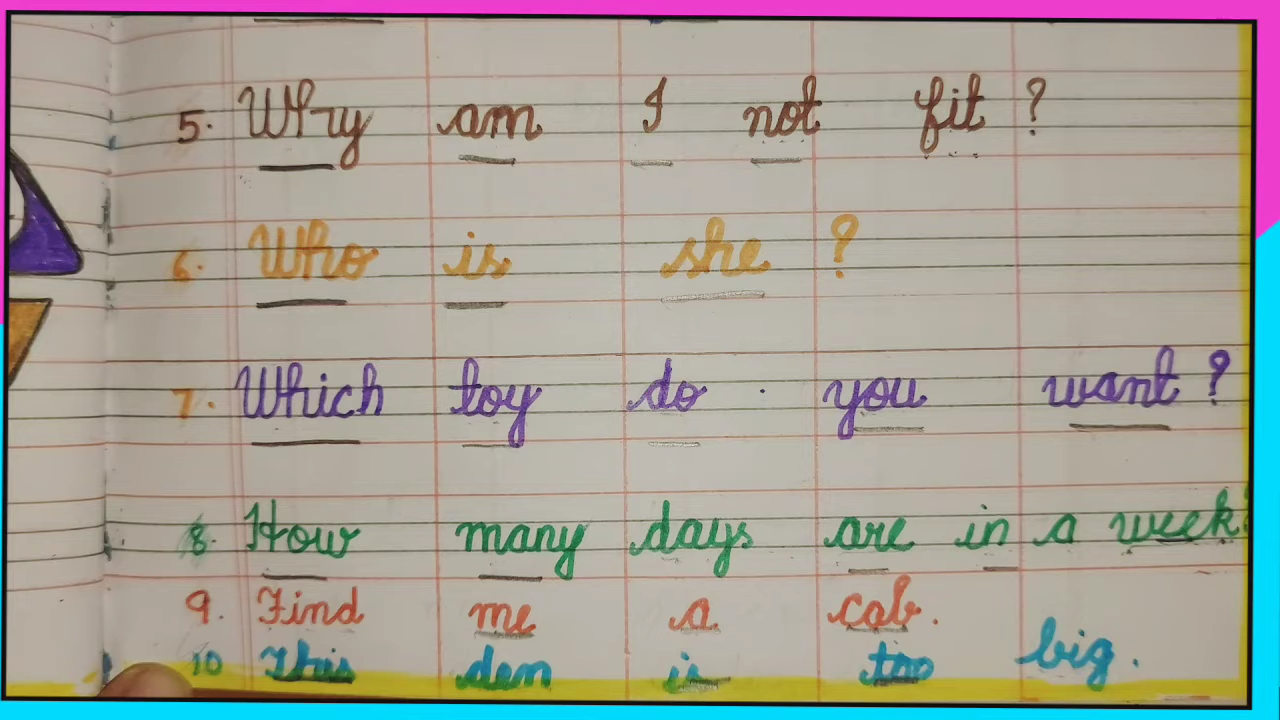 5. Why am I not fit ?
6. Who is she ?
7. Which toy do you want ?
8. How many days are in a week?
9. Find me a cab.
10 This den is too big.